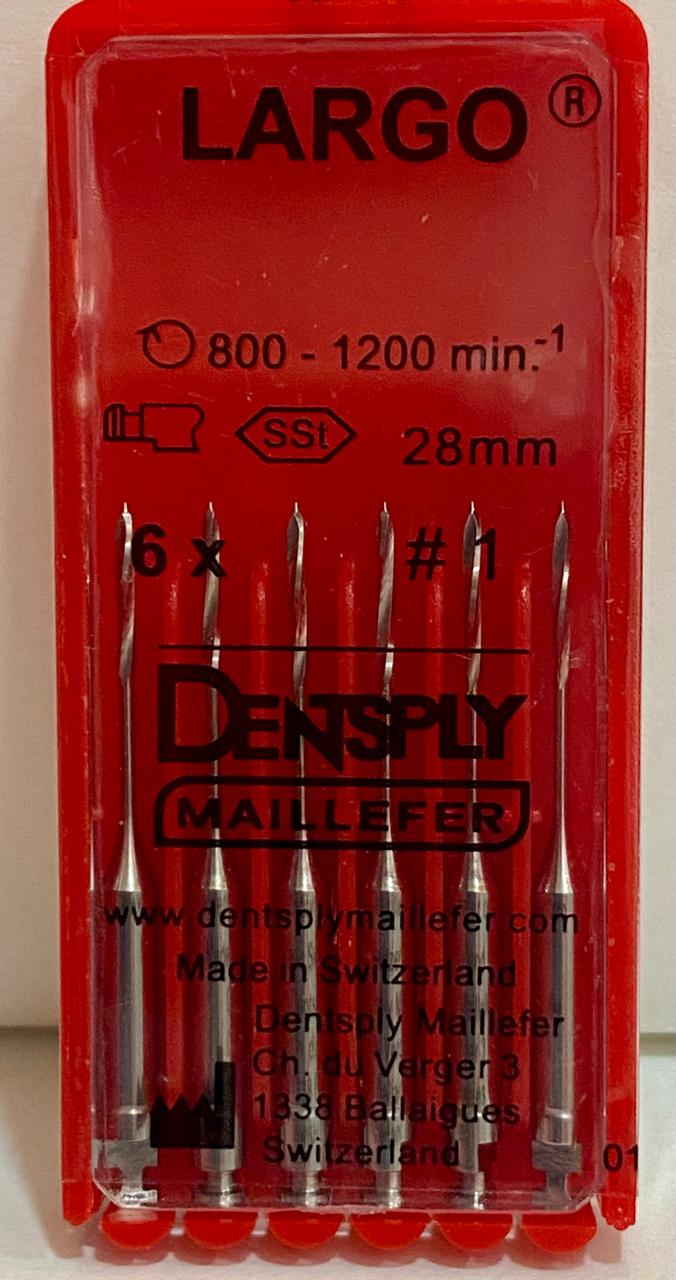 LARGO ®
800 - 1200 min.-1
SSt 28mm
6 x # 1
DENTSPLY
MAILLEFER
www dentsplymaillefer com
Made in Switzerland
Dentsply Maillefer
Ch. du Verger 3
1338 Ballaigues
Switzerland
01